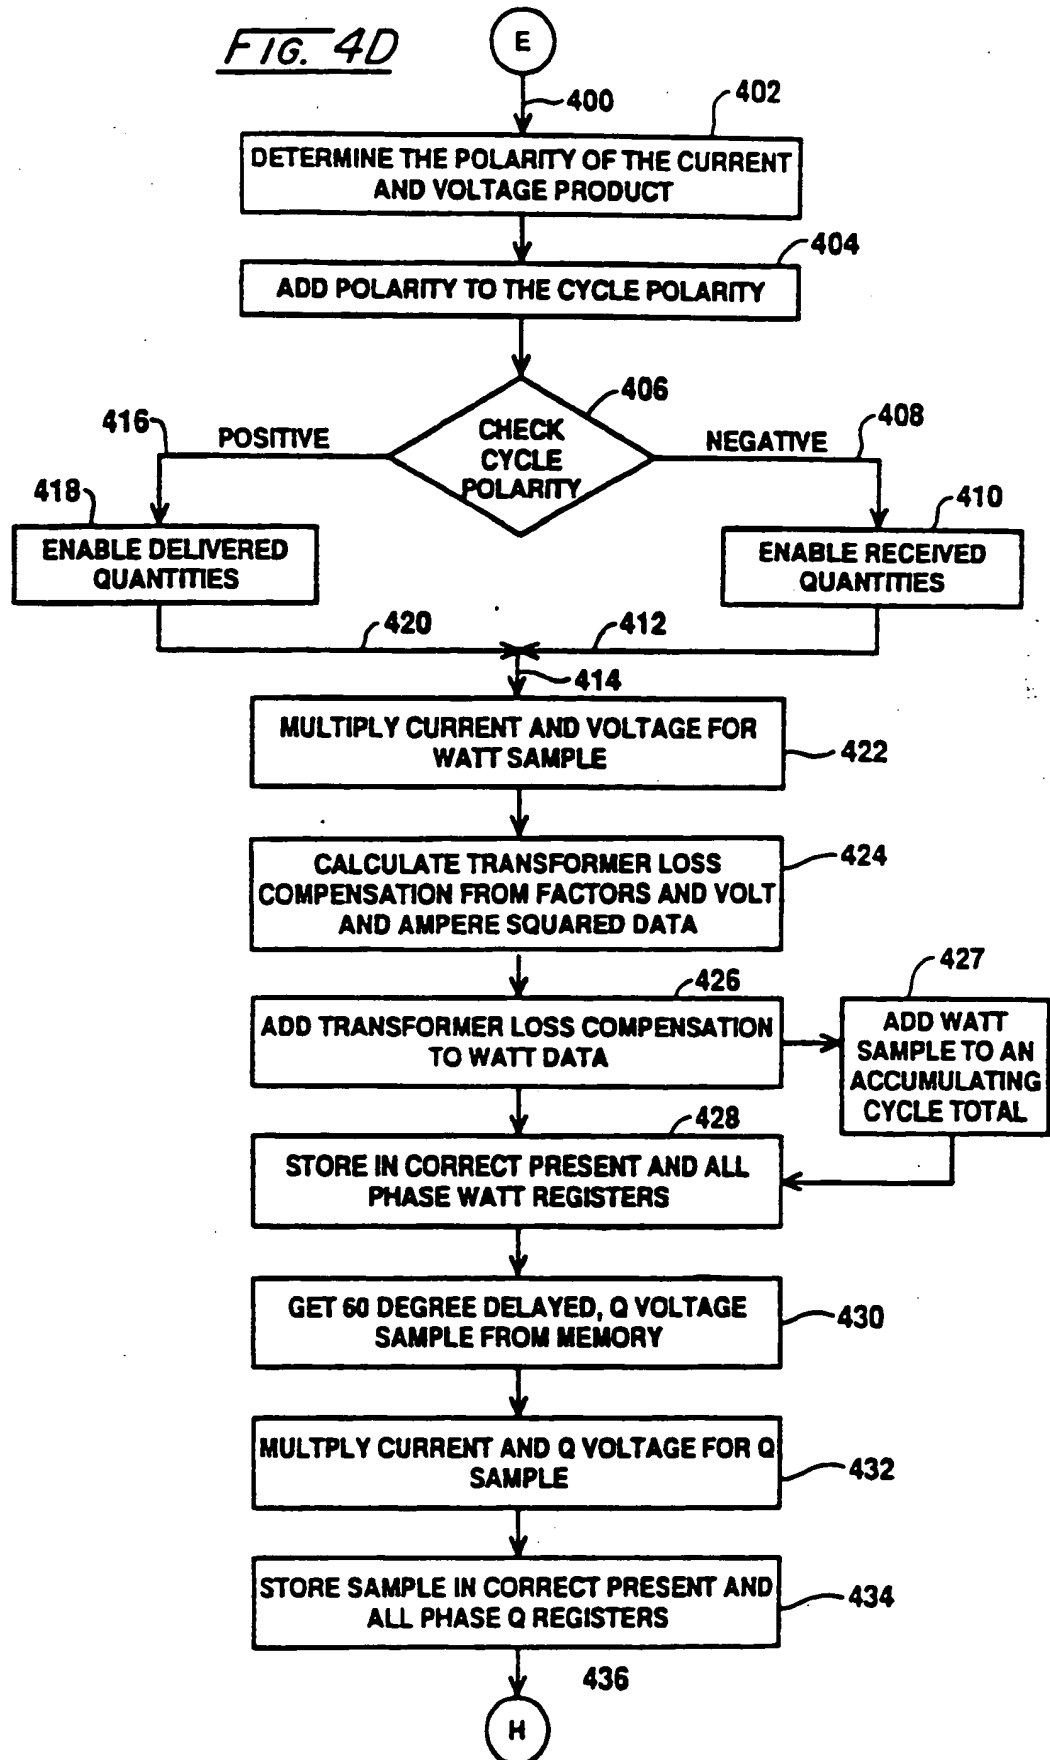 FIG. 4D
E
400
402
DETERMINE THE POLARITY OF THE CURRENT
AND VOLTAGE PRODUCT
404
ADD POLARITY TO THE CYCLE POLARITY
406
CHECK
CYCLE
POLARITY
416
POSITIVE
NEGATIVE
408
418
ENABLE DELIVERED
QUANTITIES
410
ENABLE RECEIVED
QUANTITIES
420
412
414
MULTIPLY CURRENT AND VOLTAGE FOR
WATT SAMPLE
422
CALCULATE TRANSFORMER LOSS
COMPENSATION FROM FACTORS AND VOLT
AND AMPERE SQUARED DATA
424
426
ADD TRANSFORMER LOSS COMPENSATION
TO WATT DATA
427
ADD WATT
SAMPLE TO AN
ACCUMULATING
CYCLE TOTAL
428
STORE IN CORRECT PRESENT AND ALL
PHASE WATT REGISTERS
GET 60 DEGREE DELAYED, Q VOLTAGE
SAMPLE FROM MEMORY
430
MULTPLY CURRENT AND Q VOLTAGE FOR Q
SAMPLE
432
STORE SAMPLE IN CORRECT PRESENT AND
ALL PHASE Q REGISTERS
434
436
H